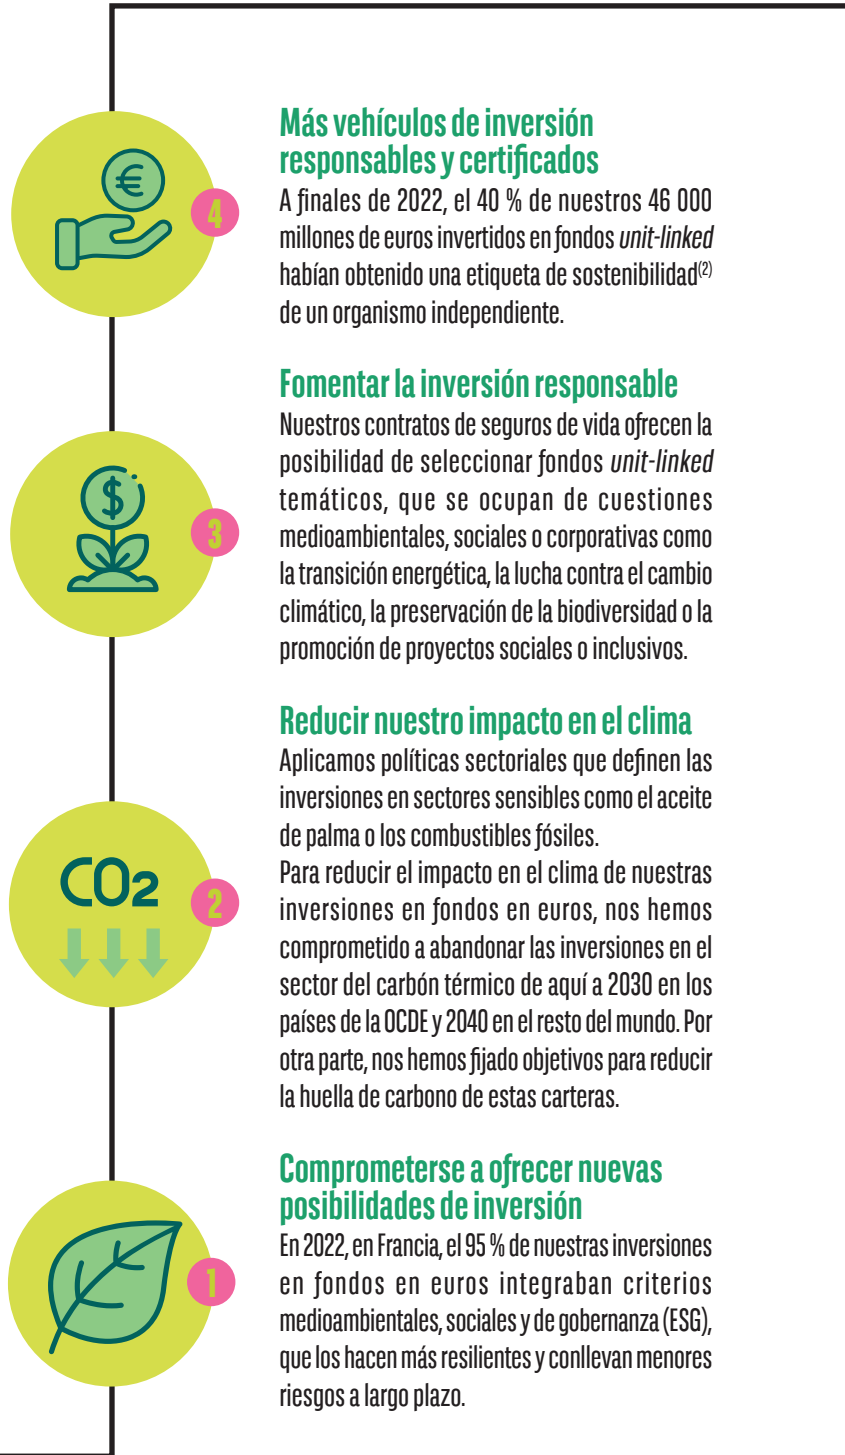 4
Más vehículos de inversión
responsables y certificados
A finales de 2022, el 40 % de nuestros 46 000
millones de euros invertidos en fondos unit-linked
habían obtenido una etiqueta de sostenibilidad(2)
de un organismo independiente.
3
Fomentar la inversión responsable
Nuestros contratos de seguros de vida ofrecen la
posibilidad de seleccionar fondos unit-linked
temáticos, que se ocupan de cuestiones
medioambientales, sociales o corporativas como
la transición energética, la lucha contra el cambio
climático, la preservación de la biodiversidad o la
promoción de proyectos sociales o inclusivos.
CO2
2
Reducir nuestro impacto en el clima
Aplicamos políticas sectoriales que definen las
inversiones en sectores sensibles como el aceite
de palma o los combustibles fósiles.
Para reducir el impacto en el clima de nuestras
inversiones en fondos en euros, nos hemos
comprometido a abandonar las inversiones en el
sector del carbón térmico de aquí a 2030 en los
países de la OCDE y 2040 en el resto del mundo. Por
otra parte, nos hemos fijado objetivos para reducir
la huella de carbono de estas carteras.
1
Comprometerse a ofrecer nuevas
posibilidades de inversión
En 2022, en Francia, el 95 % de nuestras inversiones
en fondos en euros integraban criterios
medioambientales, sociales y de gobernanza (ESG),
que los hacen más resilientes y conllevan menores
riesgos a largo plazo.